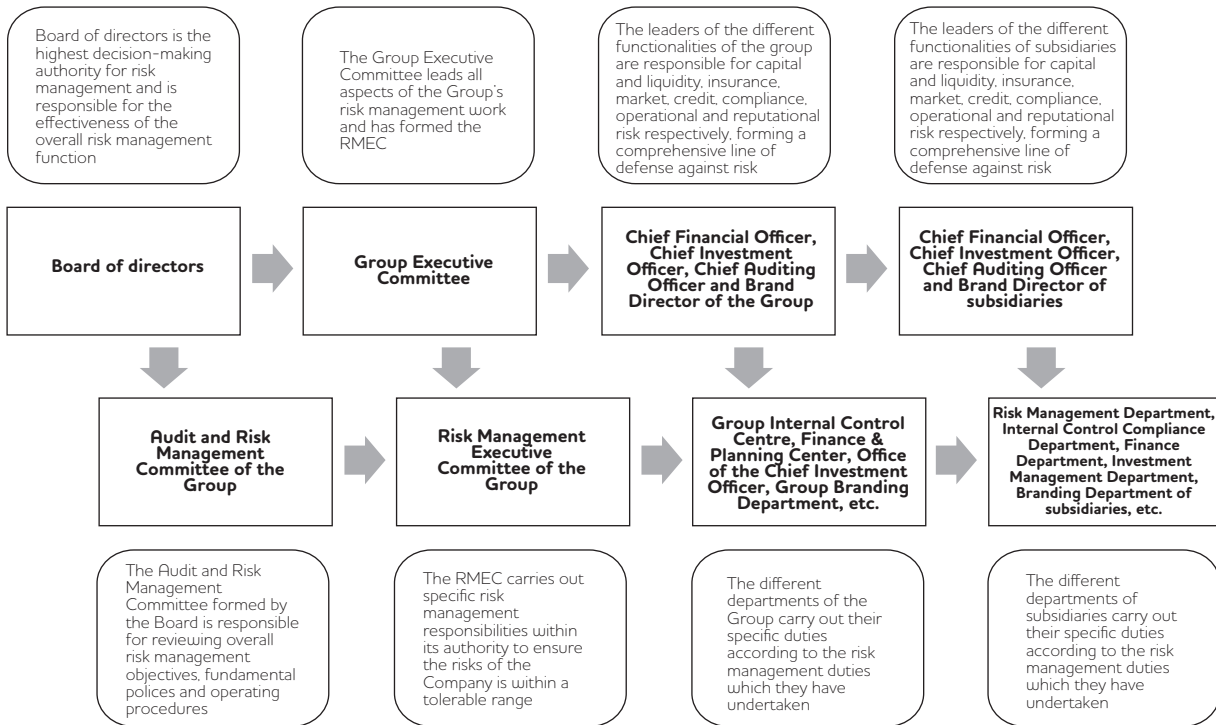 Board of directors is the
highest decision-making
authority for risk
management and is
responsible for the
effectiveness of the
overall risk management
function
The Group Executive
Committee leads all
aspects of the Group's
risk management work
and has formed the
RMEC
The leaders of the different
functionalities of the group
are responsible for capital
and liquidity, insurance,
market, credit, compliance,
operational and reputational
risk respectively, forming a
comprehensive line of
defense against risk
The leaders of the different
functionalities of subsidiaries
are responsible for capital
and liquidity, insurance,
market, credit, compliance,
operational and reputational
risk respectively, forming a
comprehensive line of
defense against risk
Board of directors
Group Executive
Committee
Chief Financial Officer,
Chief Investment
Officer, Chief Auditing
Officer and Brand
Director of the Group
Chief Financial Officer,
Chief Investment Officer,
Chief Auditing Officer
and Brand Director of
subsidiaries
Audit and Risk
Management
Committee of the
Group
Risk Management
Executive
Committee of the
Group
Group Internal Control
Centre, Finance &
Planning Center, Office
of the Chief Investment
Officer, Group Branding
Department, etc.
Risk Management Department,
Internal Control Compliance
Department, Finance
Department, Investment
Management Department,
Branding Department of
subsidiaries, etc.
The Audit and Risk
Management
Committee formed by
the Board is responsible
for reviewing overall
risk management
objectives, fundamental
polices and operating
procedures
The RMEC carries out
specific risk
management
responsibilities within
its authority to ensure
the risks of the
Company is within a
tolerable range
The different
departments of the
Group carry out their
specific duties
according to the risk
management duties
which they have
undertaken
The different
departments of
subsidiaries carry out
their specific duties
according to the risk
management duties
which they have
undertaken